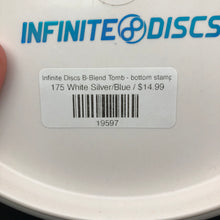 INFINITE DISCS
Infinite Discs B-Blend Tomb - bottom stamp
175 White Silver/Blue / $14.99
19597